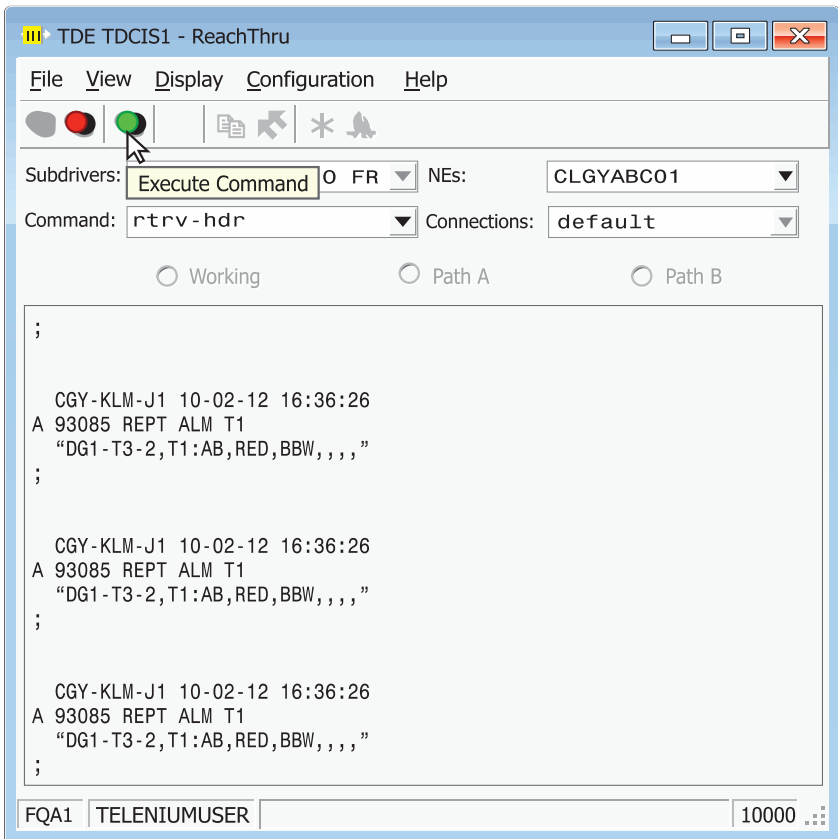 TDE TDCIS1 - ReachThru
File View Display Configuration Help
Subdrivers: O FR NEs: CLGYABC01
Execute Command
Command: rtrv-hdr Connections: default
Working Path A Path B
;
CGY-KLM-J1 10-02-12 16:36:26
A 93085 REPT ALM T1
“DG1-T3-2,T1:AB,RED,BBW,,,,”
;
CGY-KLM-J1 10-02-12 16:36:26
A 93085 REPT ALM T1
“DG1-T3-2,T1:AB,RED,BBW,,,,”
;
CGY-KLM-J1 10-02-12 16:36:26
A 93085 REPT ALM T1
“DG1-T3-2,T1:AB,RED,BBW,,,,”
;
FQA1 TELENIUMUSER 10000